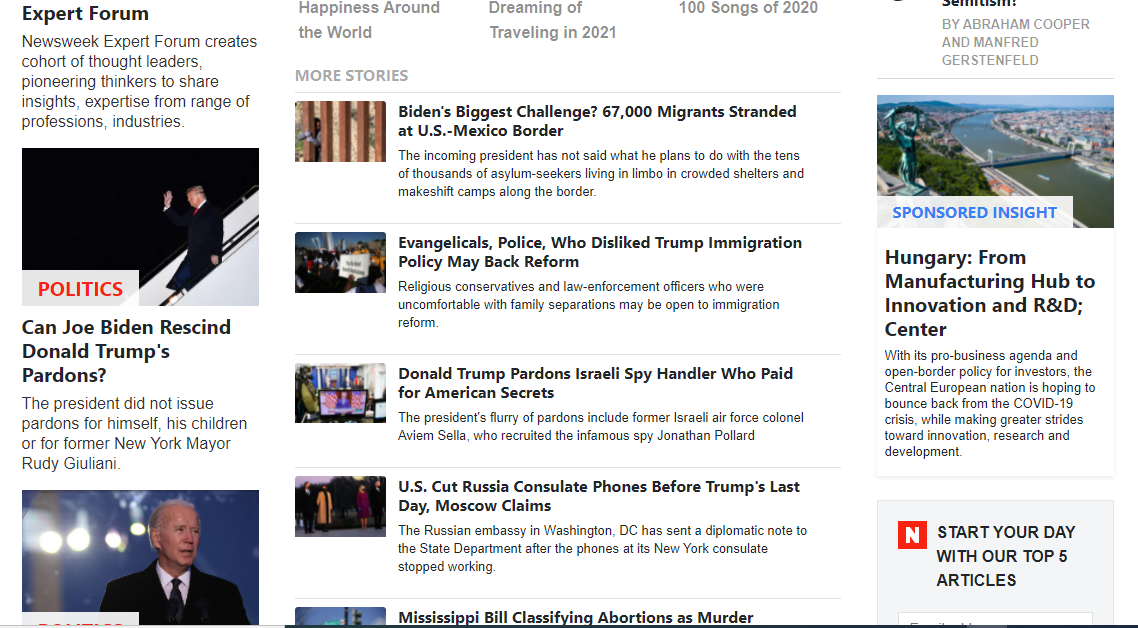 Expert Forum
Newsweek Expert Forum creates
cohort of thought leaders,
pioneering thinkers to share
insights, expertise from range of
professions, industries.
POLITICS
Can Joe Biden Rescind
Donald Trump's
Pardons?
The president did not issue
pardons for himself, his children
or for former New York Mayor
Rudy Giuliani.
POLITICS
Happiness Around
the World
Dreaming of
Traveling in 2021
100 Songs of 2020
MORE STORIES
Biden's Biggest Challenge? 67,000 Migrants Stranded
at U.S.-Mexico Border
The incoming president has not said what he plans to do with the tens
of thousands of asylum-seekers living in limbo in crowded shelters and
makeshift camps along the border.
Evangelicals, Police, Who Disliked Trump Immigration
Policy May Back Reform
Religious conservatives and law-enforcement officers who were
uncomfortable with family separations may be open to immigration
reform.
Donald Trump Pardons Israeli Spy Handler Who Paid
for American Secrets
The president's flurry of pardons include former Israeli air force colonel
Aviem Sella, who recruited the infamous spy Jonathan Pollard
U.S. Cut Russia Consulate Phones Before Trump's Last
Day, Moscow Claims
The Russian embassy in Washington, DC has sent a diplomatic note to
the State Department after the phones at its New York consulate
stopped working.
Mississippi Bill Classifying Abortions as Murder
Semitism?
BY ABRAHAM COOPER
AND MANFRED
GERSTENFELD
SPONSORED INSIGHT
Hungary: From
Manufacturing Hub to
Innovation and R&D;
Center
With its pro-business agenda and
open-border policy for investors, the
Central European nation is hoping to
bounce back from the COVID-19
crisis, while making greater strides
toward innovation, research and
development.
N
START YOUR DAY
WITH OUR TOP 5
ARTICLES